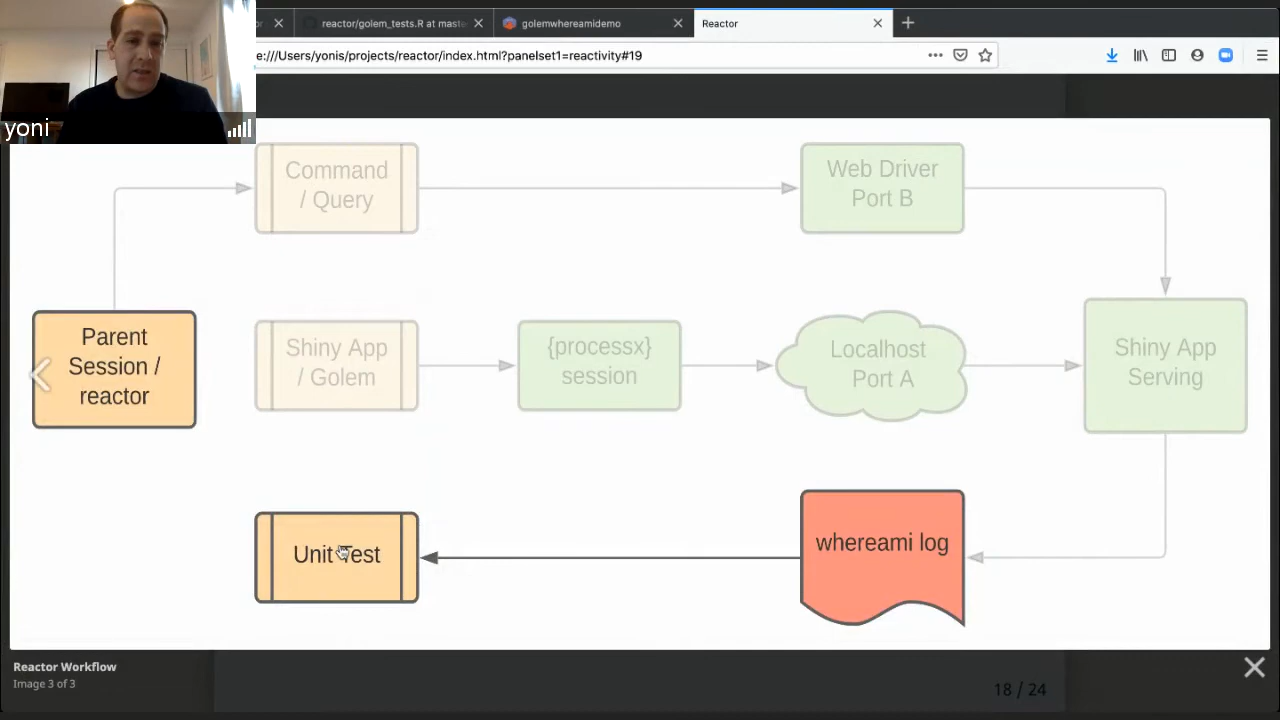 or
reactor/golem_tests.R at maste
golemwhereamidemo
Reactor
e:///Users/yonis/projects/reactor/index.html?panelset1=reactivity#19
yoni
Command
/ Query
Web Driver
Port B
Parent
Session /
reactor
Shiny App
/ Golem
{processx}
session
Localhost
Port A
Shiny App
Serving
Unit Test
whereami log
Reactor Workflow
Image 3 of 3
18 / 24